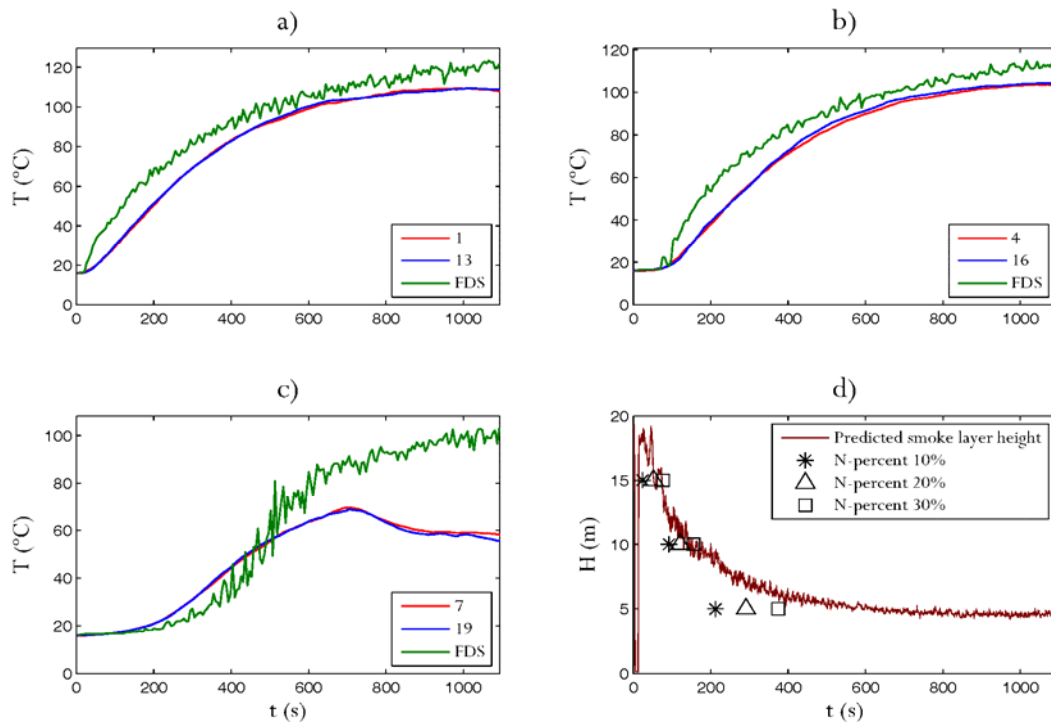 a)
T (°C)
120
100
80
60
40
20
0
0 200 400 600 800 1000
1
13
FDS
b)
T (°C)
120
100
80
60
40
20
0
0 200 400 600 800 1000
4
16
FDS
c)
T (°C)
100
80
60
40
20
0
0 200 400 600 800 1000
t (s)
7
19
FDS
d)
H (m)
20
15
10
5
0
0 200 400 600 800 1000
t (s)
Predicted smoke layer height
N-percent 10%
N-percent 20%
N-percent 30%